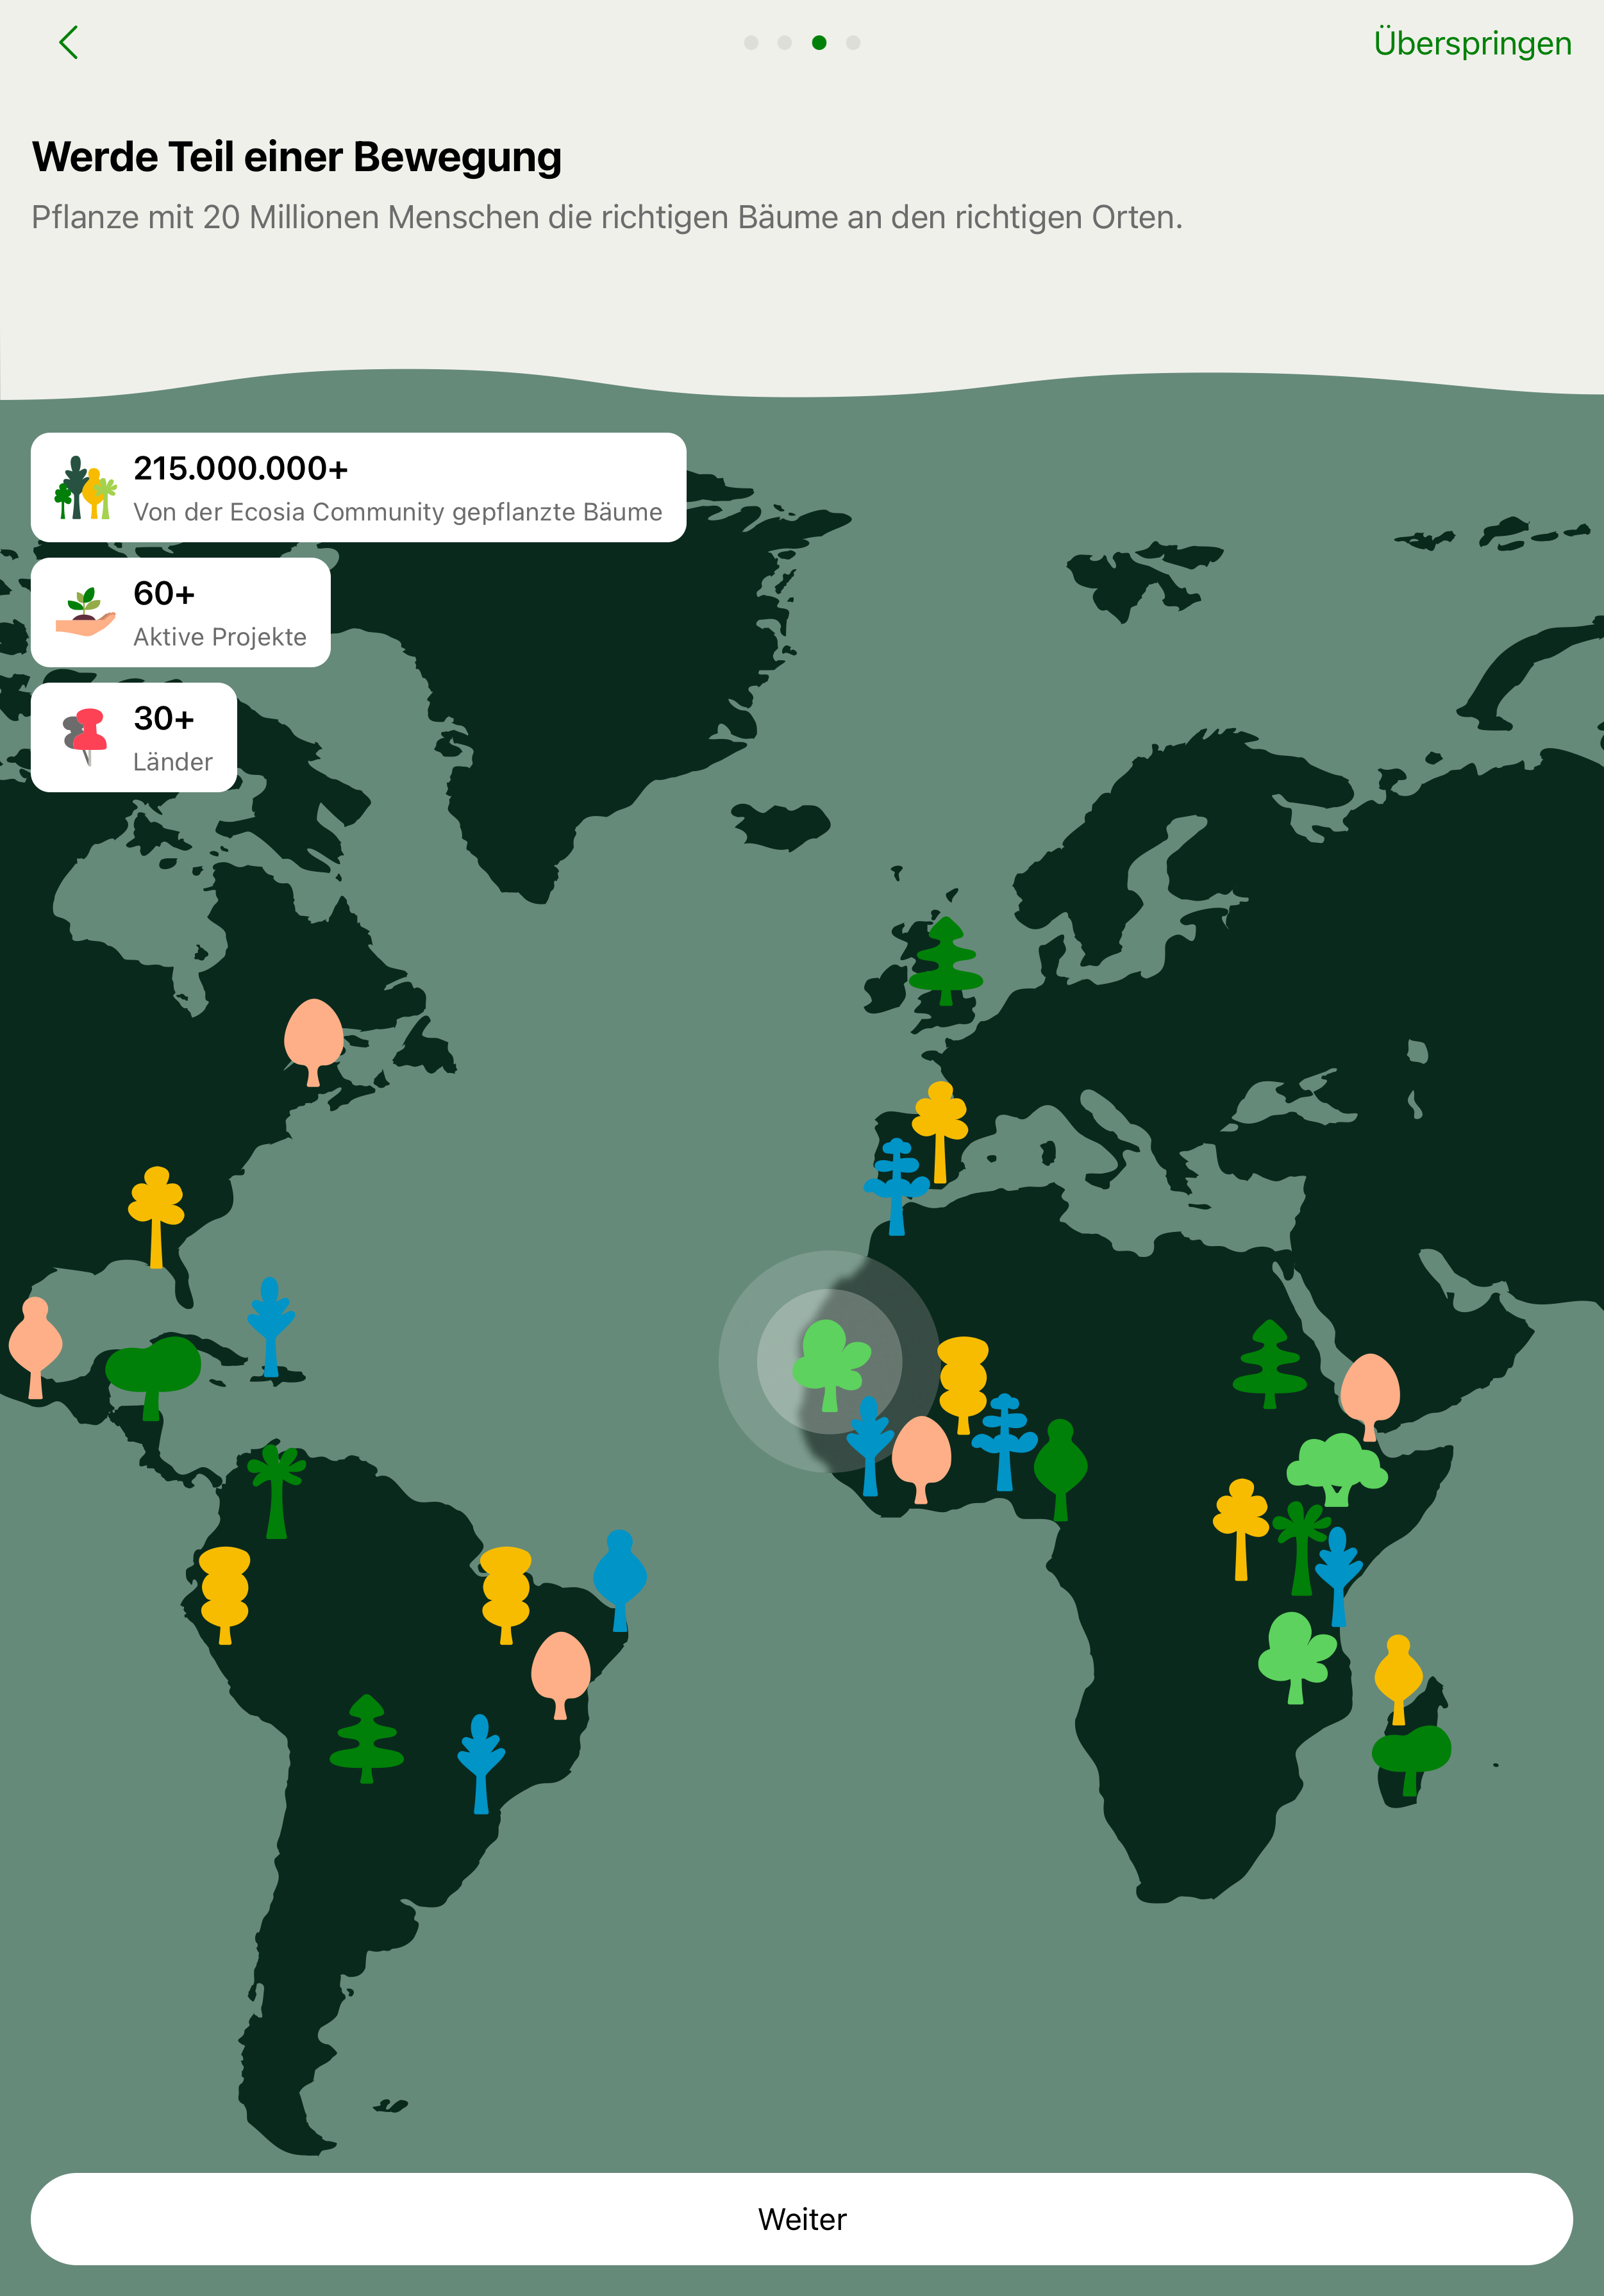 Überspringen
Werde Teil einer Bewegung
Pflanze mit 20 Millionen Menschen die richtigen Bäume an den richtigen Orten.
215.000.000+
Von der Ecosia Community gepflanzte Bäume
60+
Aktive Projekte
30+
Länder
Weiter